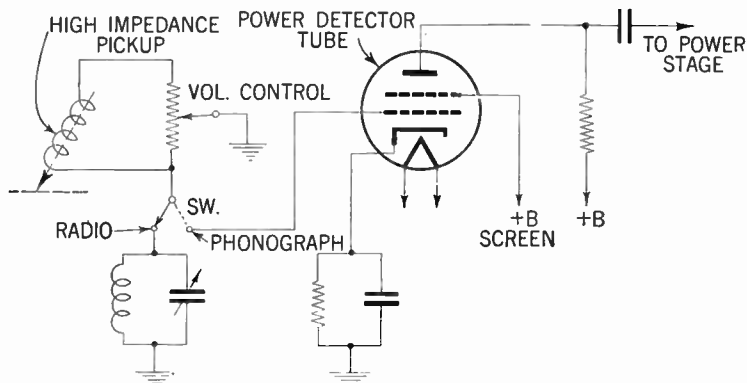 HIGH IMPEDANCE
PICKUP
POWER DETECTOR
TUBE
TO POWER
STAGE
VOL. CONTROL
SW.
RADIO
PHONOGRAPH
+B
SCREEN
+B